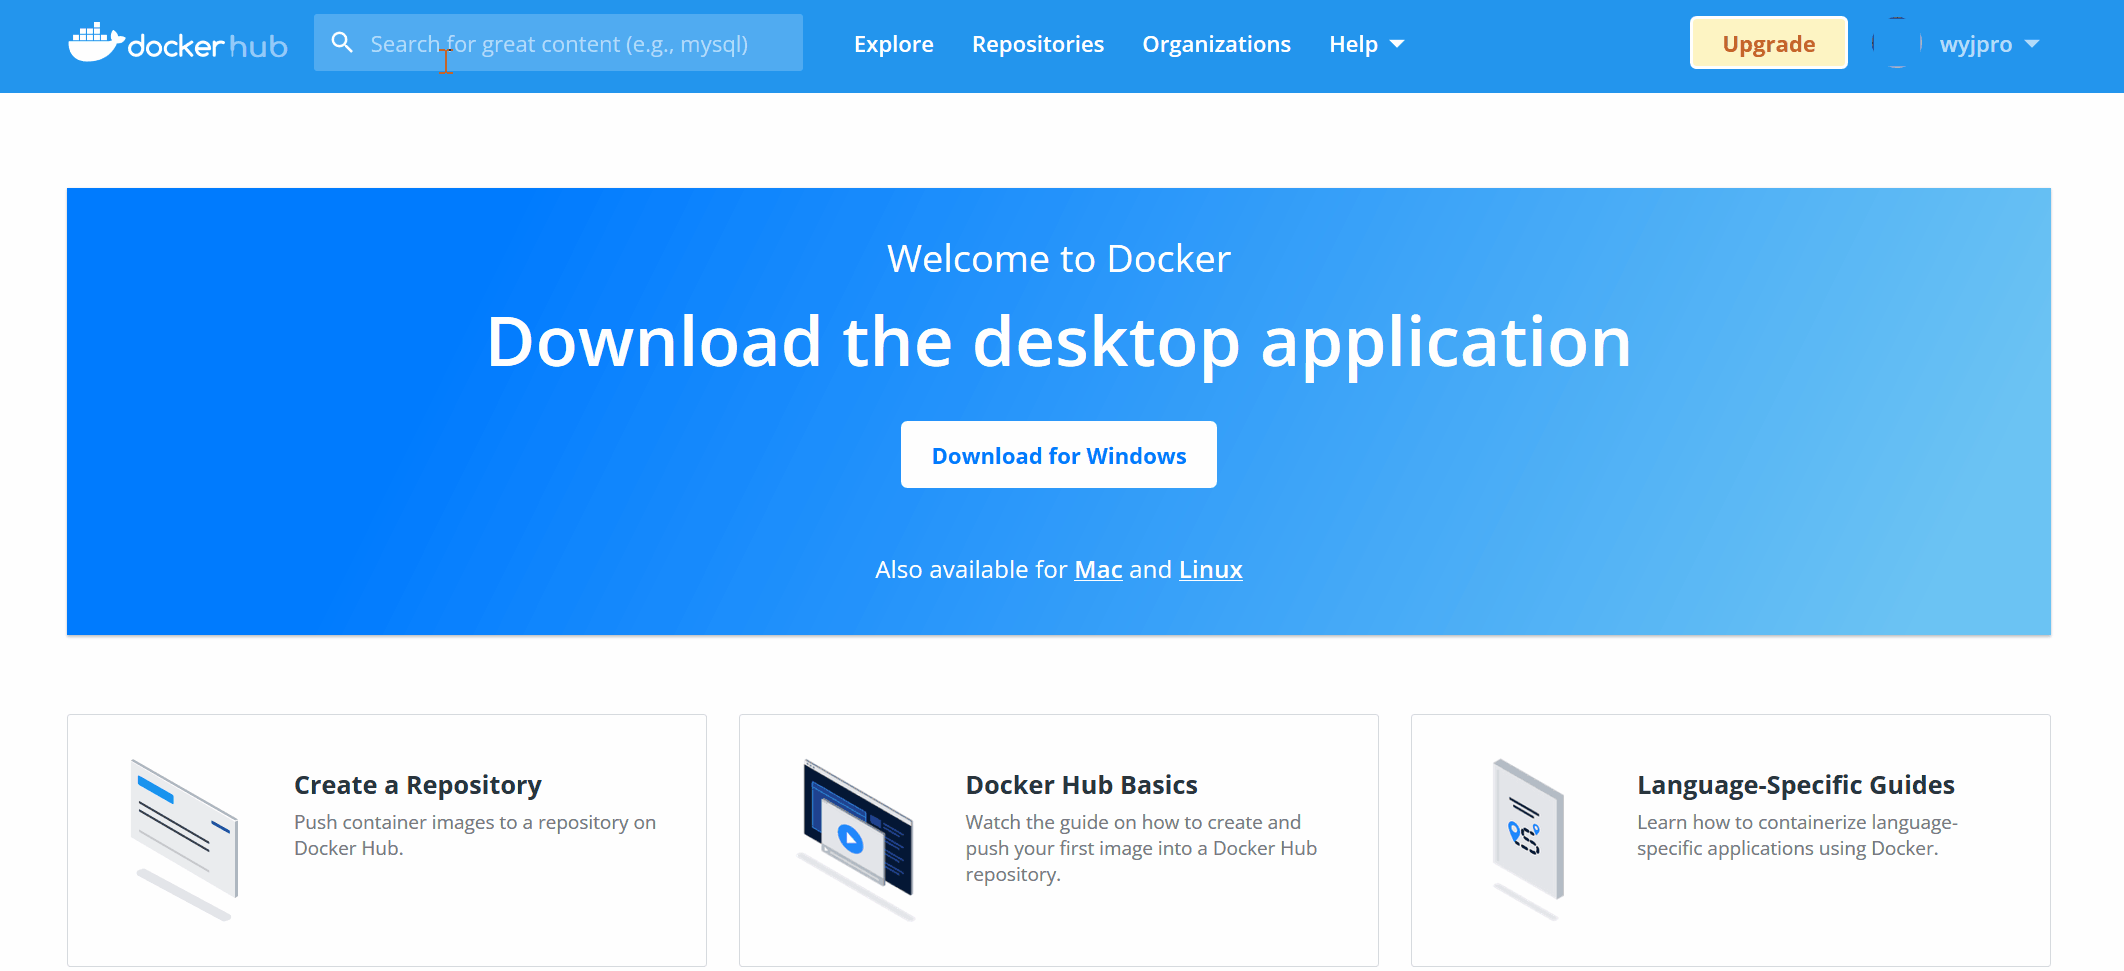 docker hub
Search for great content (e.g., mysql)
Explore
Repositories
Organizations
Help
Upgrade
wyjpro
Welcome to Docker
Download the desktop application
Download for Windows
Also available for Mac and Linux
Create a Repository
Push container images to a repository on
Docker Hub.
Docker Hub Basics
Watch the guide on how to create and
push your first image into a Docker Hub
repository.
Language-Specific Guides
Learn how to containerize language-
specific applications using Docker.